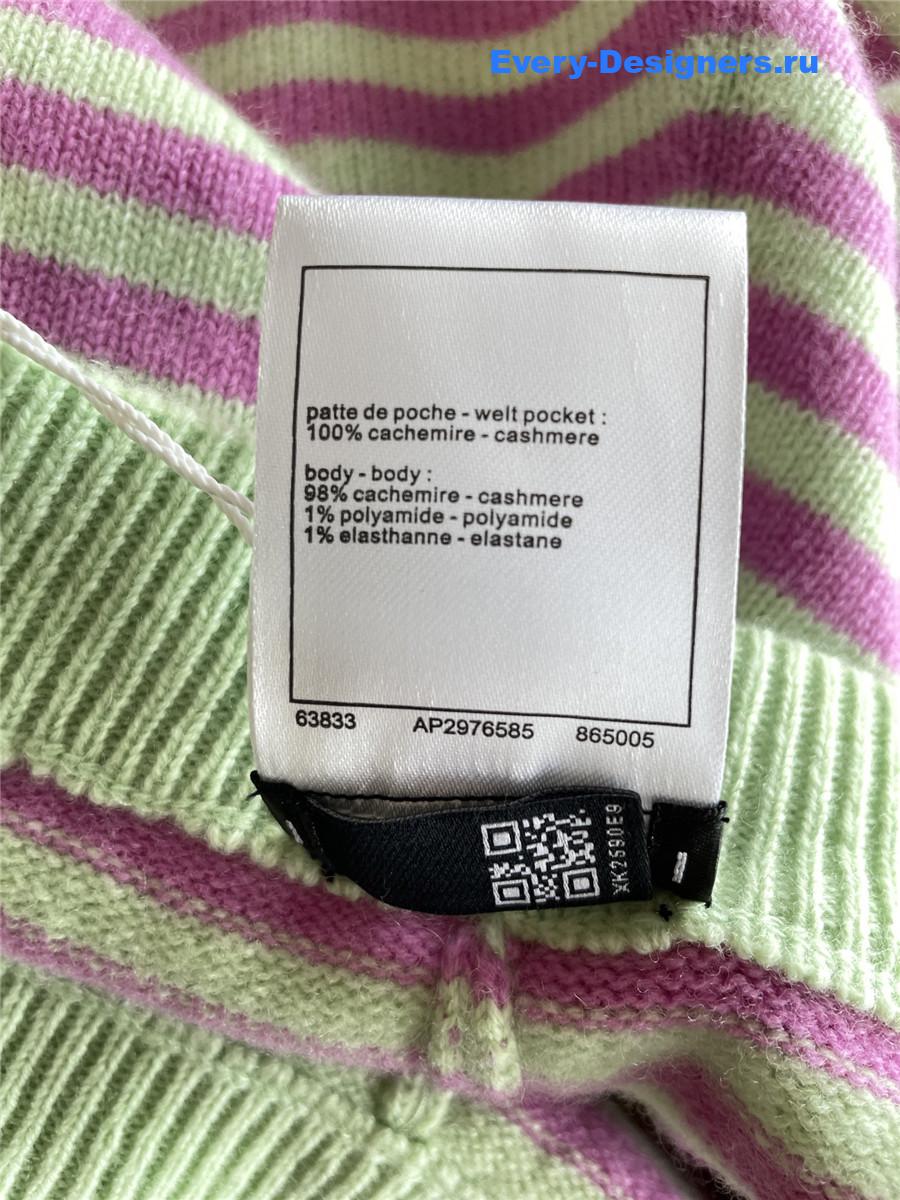 Every-Designers.ru
patte de poche - welt pocket :
100% cachemire - cashmere
body - body :
98% cachemire - cashmere
1% polyamide - polyamide
1% elasthanne - elastane
63833 AP2976585 865005
XK2590E9